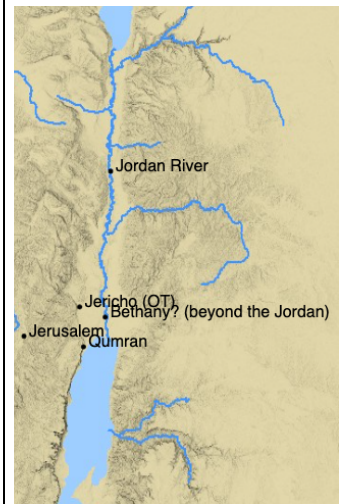 Jordan River
Jericho (OT)
Bethany? (beyond the Jordan)
Jerusalem
Qumran